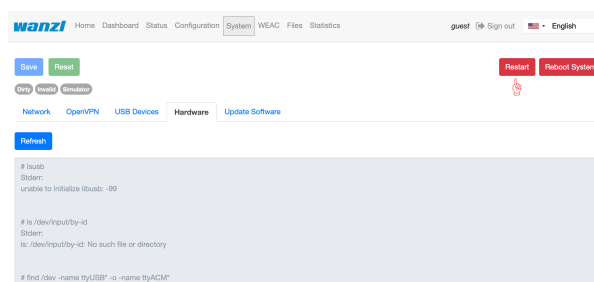 wanzl Home Dashboard Status Configuration System WEAC Files Statistics guest Sign out English
Save Reset Restart Reboot System
Dirty Invalid Simulator
Network OpenVPN USB Devices Hardware Update Software
Refresh
# lsusb
Stderr:
unable to initialize libusb: -99
# ls /dev/input/by-id
Stderr:
ls: /dev/input/by-id: No such file or directory
# find /dev -name ttyUSB* -o -name ttyACM*